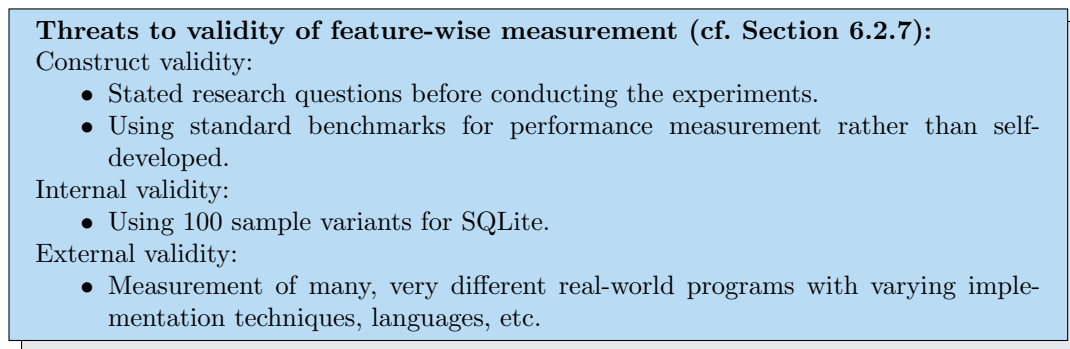 Threats to validity of feature-wise measurement (cf. Section 6.2.7):
Construct validity:
• Stated research questions before conducting the experiments.
• Using standard benchmarks for performance measurement rather than self-
developed.
Internal validity:
• Using 100 sample variants for SQLite.
External validity:
• Measurement of many, very different real-world programs with varying imple-
mentation techniques, languages, etc.